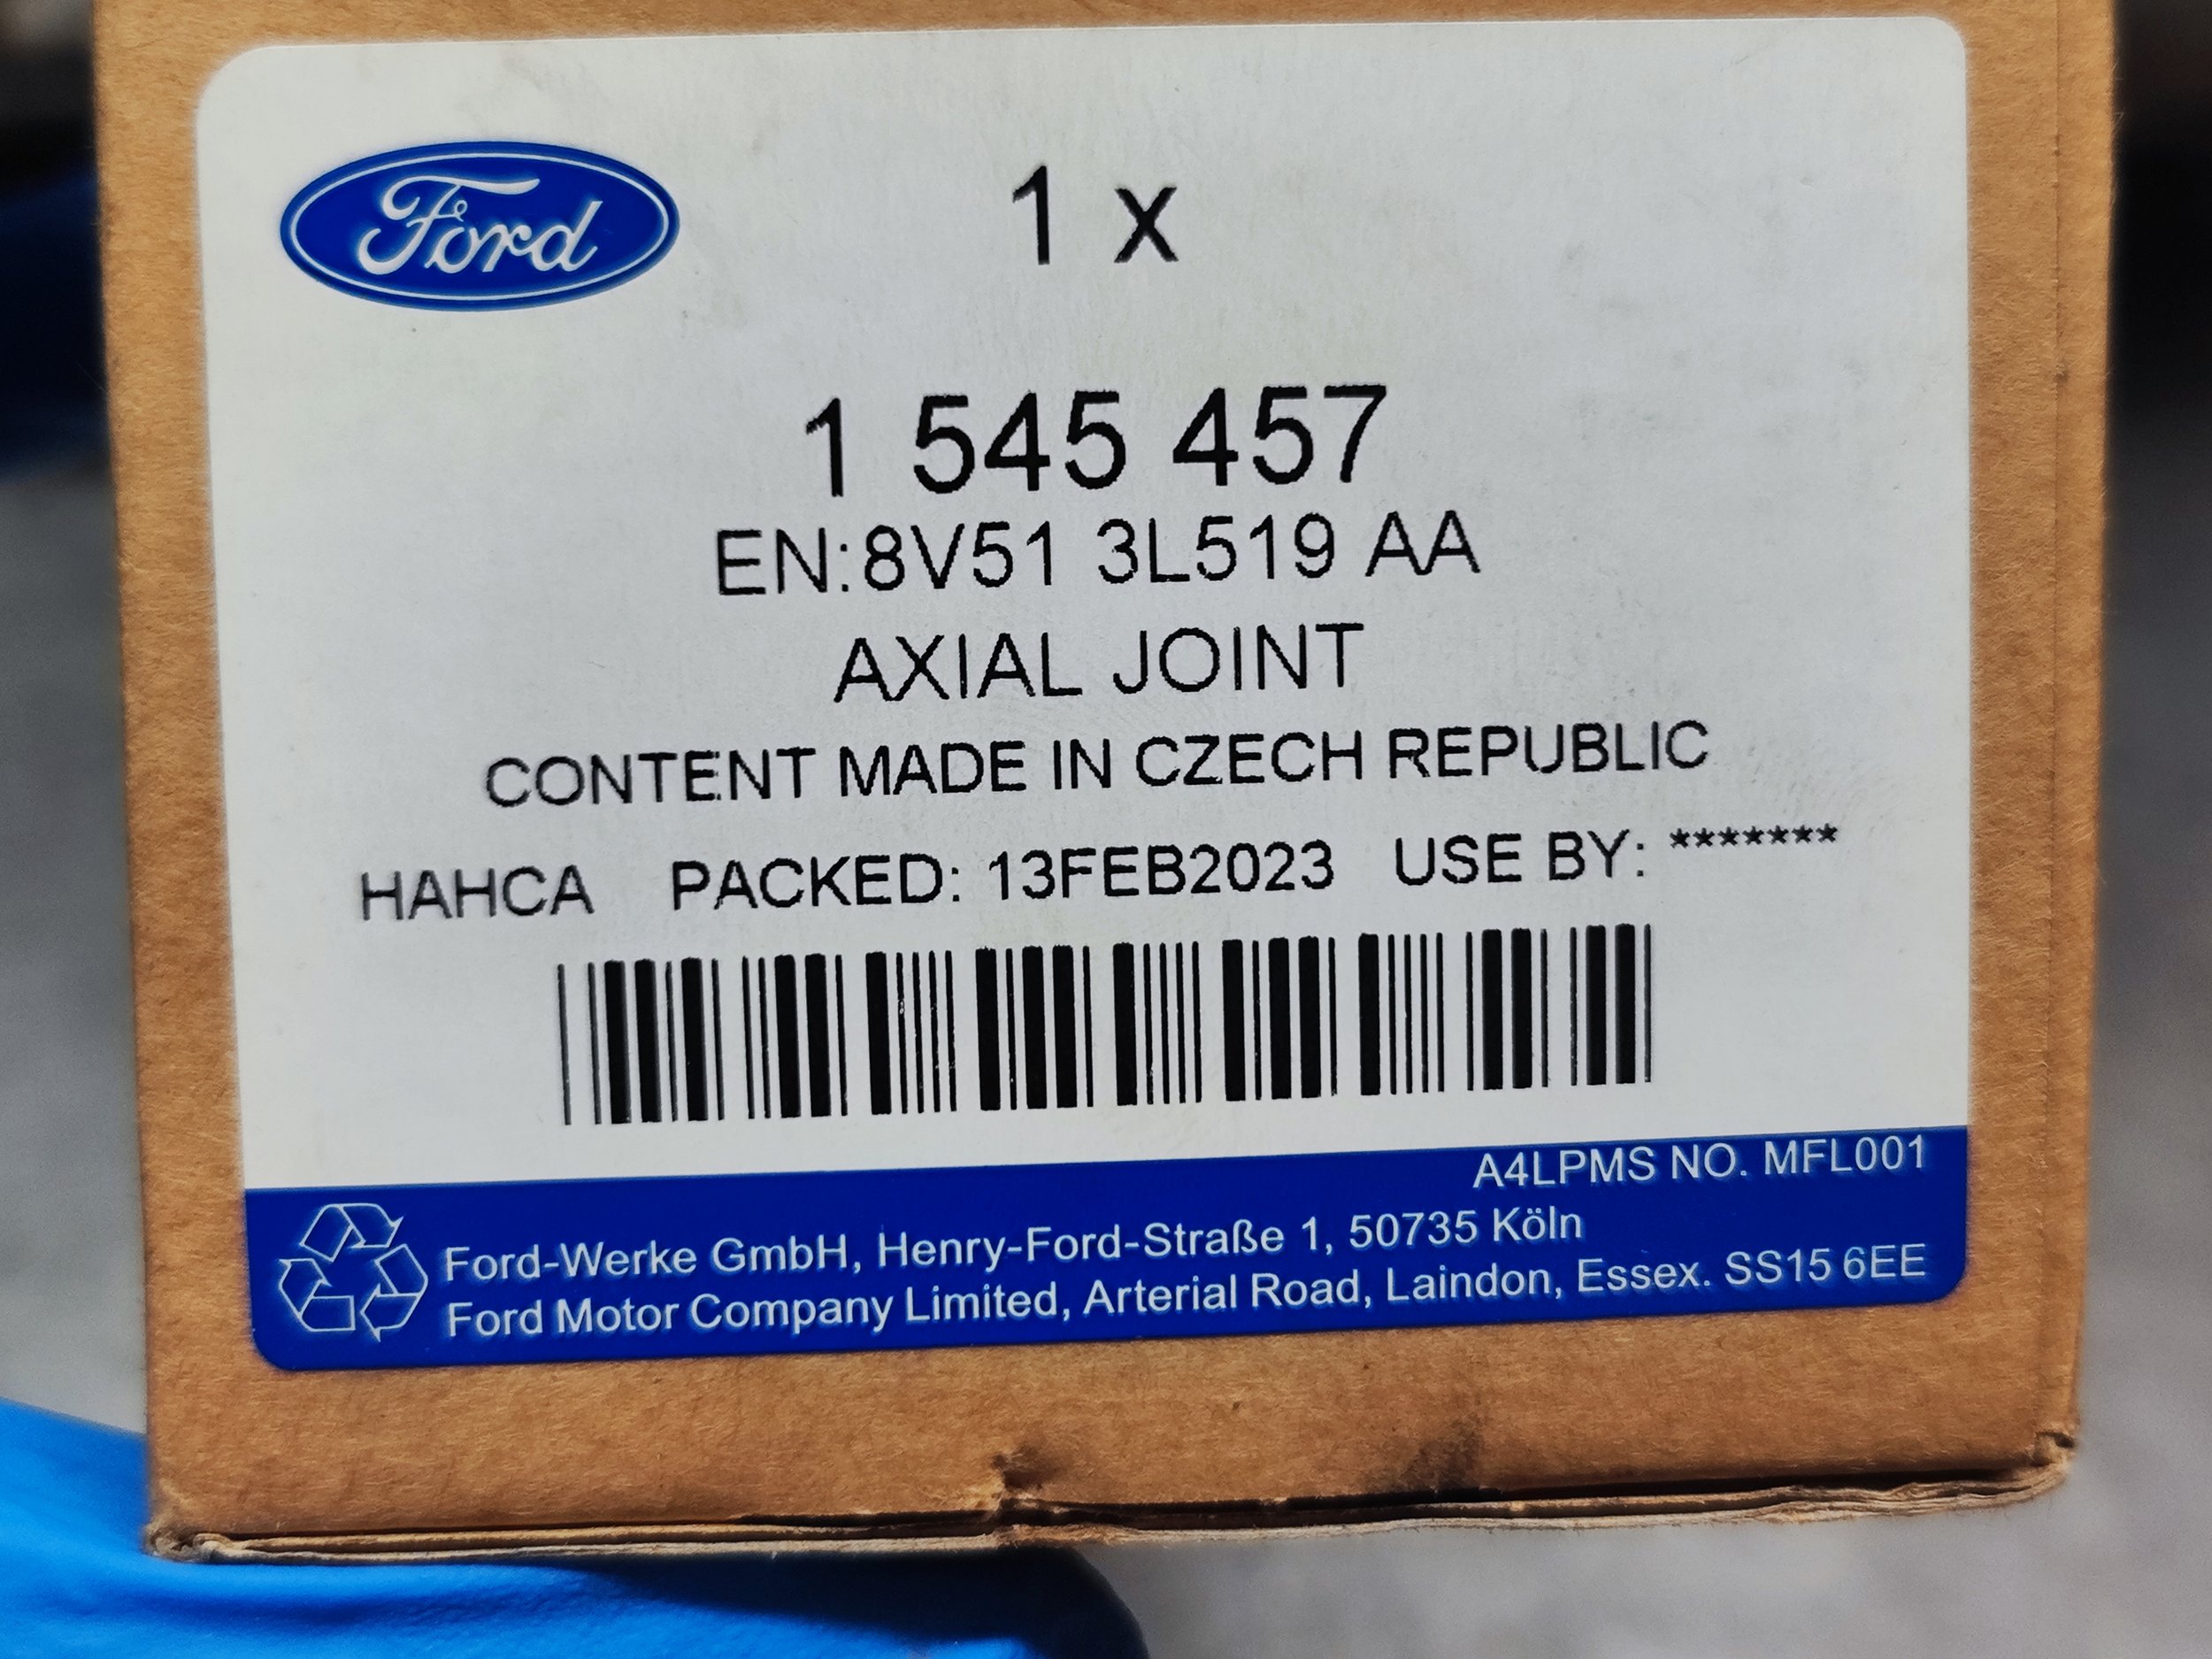 Ford
1 x
1 545 457
EN:8V51 3L519 AA
AXIAL JOINT
CONTENT MADE IN CZECH REPUBLIC
HAHCA PACKED: 13FEB2023 USE BY: *******
A4LPMS NO. MFL001
Ford-Werke GmbH, Henry-Ford-Straße 1, 50735 Köln
Ford Motor Company Limited, Arterial Road, Laindon, Essex. SS15 6EE